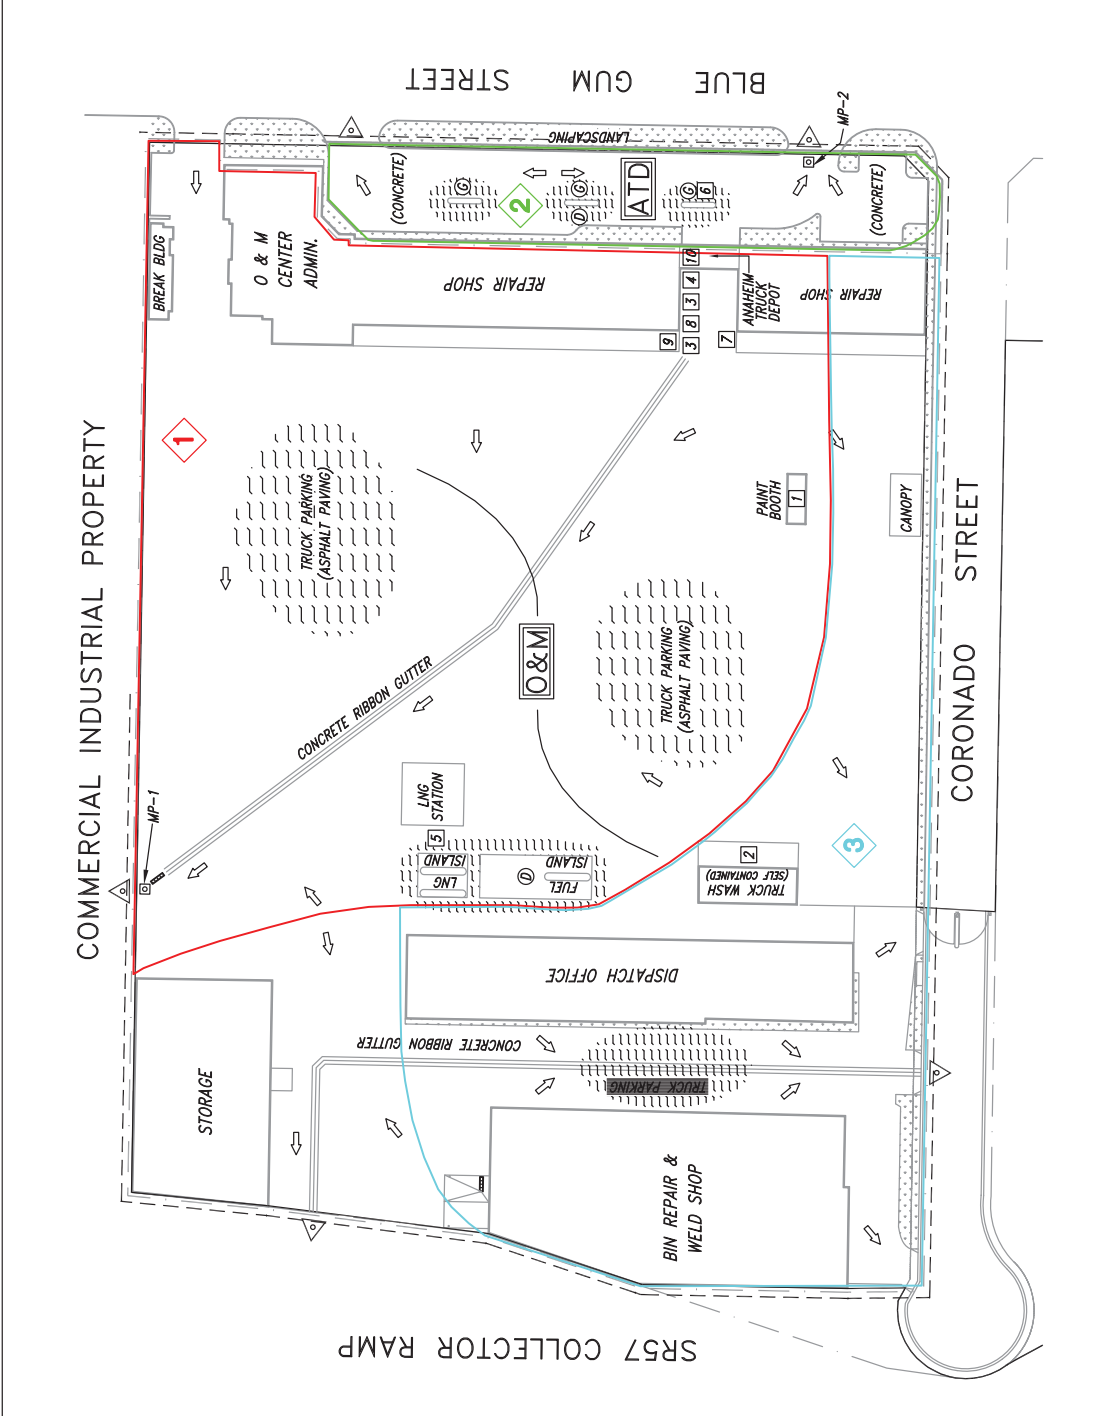 BLUE GUM STREET
LANDSCAPING
MP-2
(CONCRETE)
G
2
D
G
ATD
G
6
(CONCRETE)
BREAK BLDG
O & M
CENTER
ADMIN.
REPAIR SHOP
10
4
3
8
3
9
7
ANAHEIM
TRUCK
DEPOT
REPAIR SHOP
COMMERCIAL INDUSTRIAL PROPERTY
1
TRUCK PARKING
(ASPHALT PAVING)
PAINT
BOOTH
1
CANOPY
CORONADO STREET
O&M
TRUCK PARKING
(ASPHALT PAVING)
CONCRETE RIBBON GUTTER
MP-1
LNG
STATION
5
LNG
ISLAND
D
FUEL
ISLAND
2
TRUCK WASH
(SELF CONTAINED)
3
DISPATCH OFFICE
CONCRETE RIBBON GUTTER
TRUCK PARKING
STORAGE
BIN REPAIR &
WELD SHOP
SR57 COLLECTOR RAMP